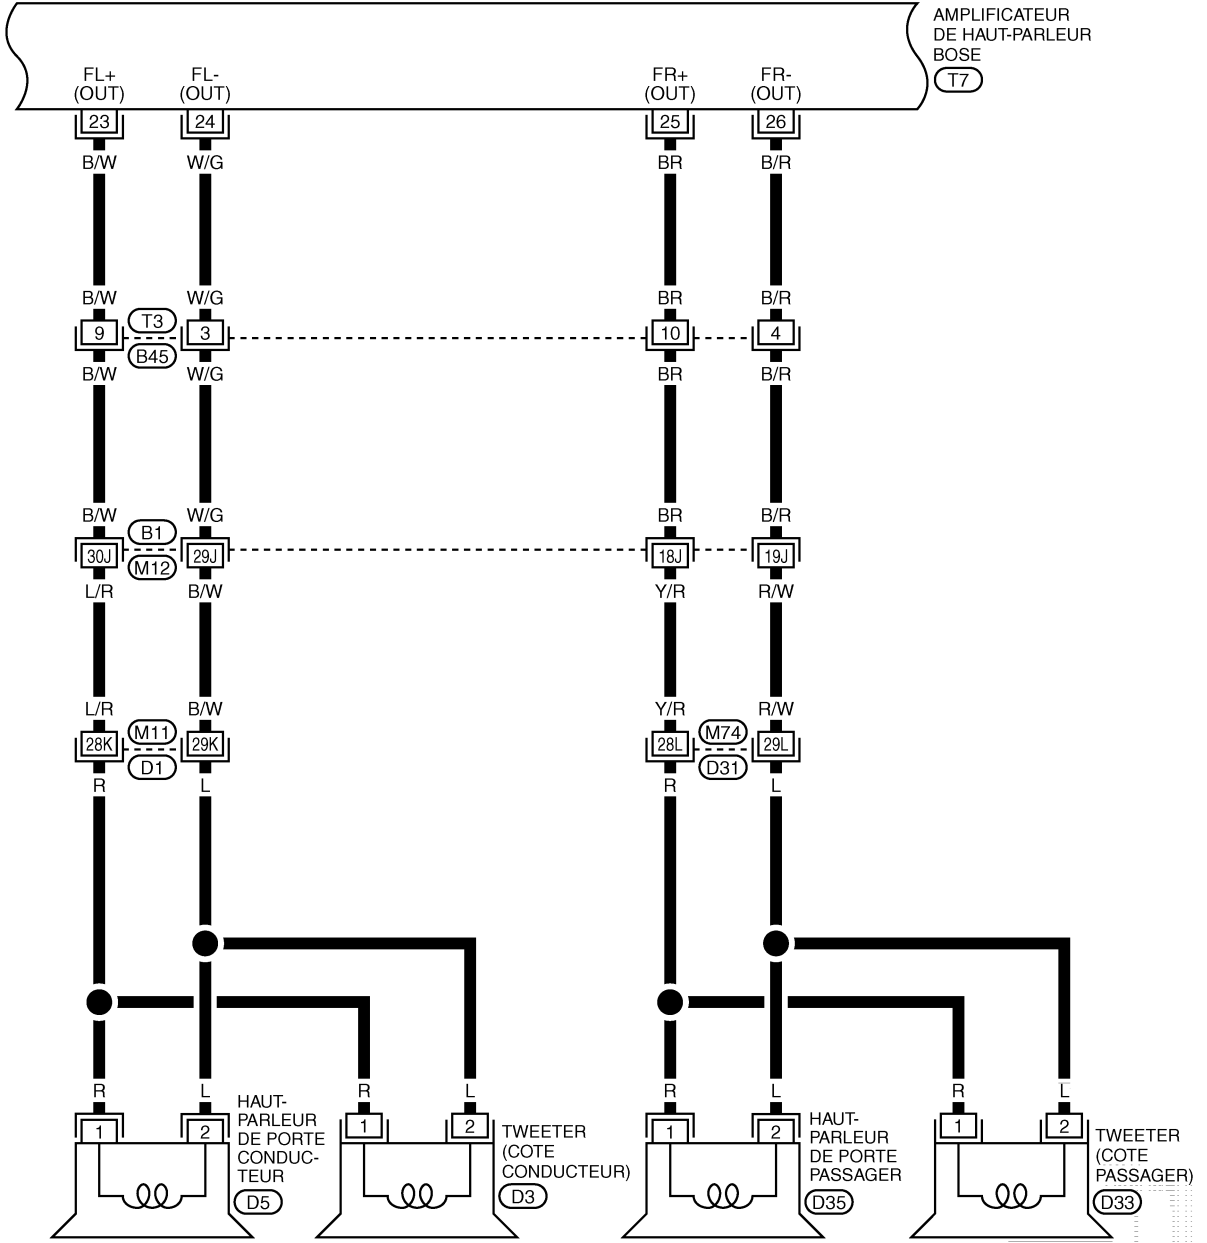 AMPLIFICATEUR
DE HAUT-PARLEUR
BOSE
T7
FL+ FL- FR+ FR-
(OUT) (OUT) (OUT) (OUT)
23 24 25 26
B/W W/G BR B/R
B/W W/G BR B/R
9 T3 3 10 4
B45
B/W W/G BR B/R
B/W W/G BR B/R
B1
30J 29J 18J 19J
M12
L/R B/W Y/R R/W
L/R B/W Y/R R/W
M11 M74
28K 29K 28L 29L
D1 D31
R L R L
R L R L R L R L
1 2 1 2 1 2 1 2
HAUT-
PARLEUR
DE PORTE
CONDUC-
TEUR
D5
TWEETER
(COTE
CONDUCTEUR)
D3
HAUT-
PARLEUR
DE PORTE
PASSAGER
D35
TWEETER
(COTE
PASSAGER)
D33